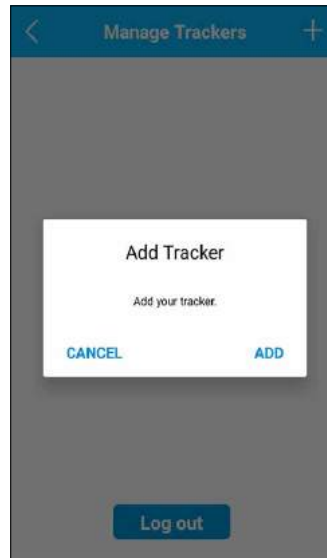 Manage Trackers
Add Tracker
Add your tracker.
CANCEL ADD
Log out